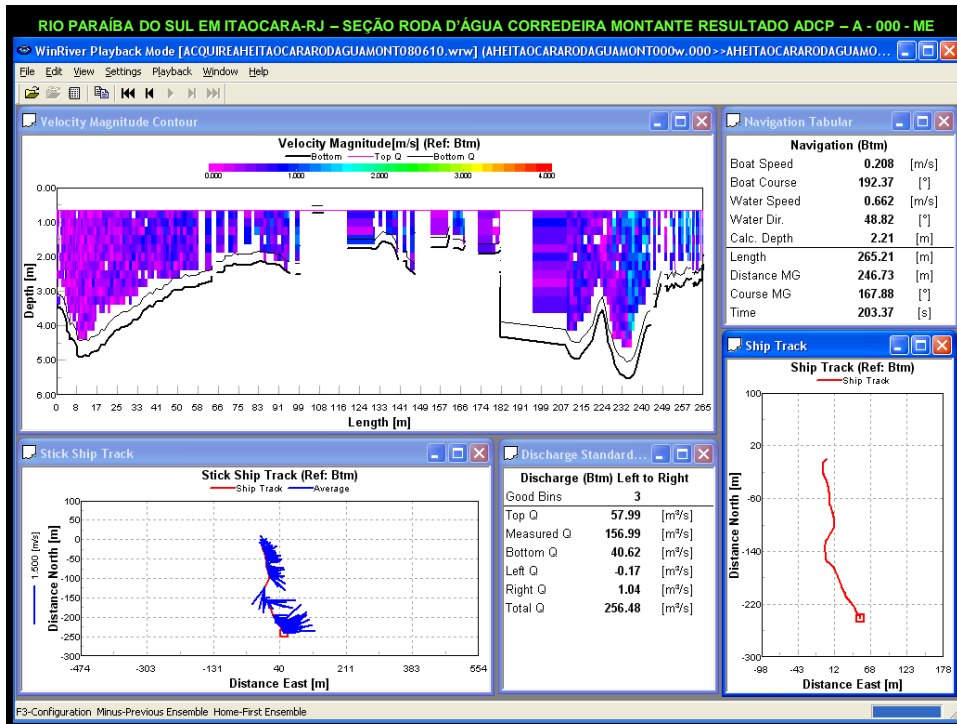 RIO PARAÍBA DO SUL EM ITAOCARA-RJ – SEÇÃO RODA D'ÁGUA CORREDEIRA MONTANTE RESULTADO ADCP – A - 000 - ME
WinRiver Playback Mode [ACQUIREAHEITAOCARARODAGUAMONT080610.wrw] (AHEITAOCARARODAGUAMONT000w.000>>AHEITAOCARARODAGUAMO...
File Edit View Settings Playback Window Help
Velocity Magnitude Contour
Velocity Magnitude[m/s] (Ref: Btm)
Bottom Top Q Bottom Q
0.000 1.000 2.000 3.000 4.000
0.00
1.00
2.00
3.00
4.00
5.00
6.00
Depth [m]
0 8 17 25 33 41 50 58 66 75 83 91 100 108 116 124 133 141 149 158 166 174 182 191 199 207 216 224 232 240 249 257 265
Length [m]
Navigation Tabular
Navigation (Btm)
Boat Speed 0.208 [m/s]
Boat Course 192.37 [°]
Water Speed 0.662 [m/s]
Water Dir. 48.82 [°]
Calc. Depth 2.21 [m]
Length 265.21 [m]
Distance MG 246.73 [m]
Course MG 167.88 [°]
Time 203.37 [s]
Stick Ship Track
Stick Ship Track (Ref: Btm)
Ship Track Average
1.500 [m/s]
Distance North [m]
100
50
0
-50
-100
-150
-200
-250
-300
-474 -303 -131 40 211 383 554
Distance East [m]
Discharge Standard...
Discharge (Btm) Left to Right
Good Bins 3
Top Q 57.99 [m³/s]
Measured Q 156.99 [m³/s]
Bottom Q 40.62 [m³/s]
Left Q -0.17 [m³/s]
Right Q 1.04 [m³/s]
Total Q 256.48 [m³/s]
Ship Track
Ship Track (Ref: Btm)
Ship Track
100
20
-60
-140
-220
-300
Distance North [m]
-98 -43 12 68 123 178
Distance East [m]
F3-Configuration Minus-Previous Ensemble Home-First Ensemble